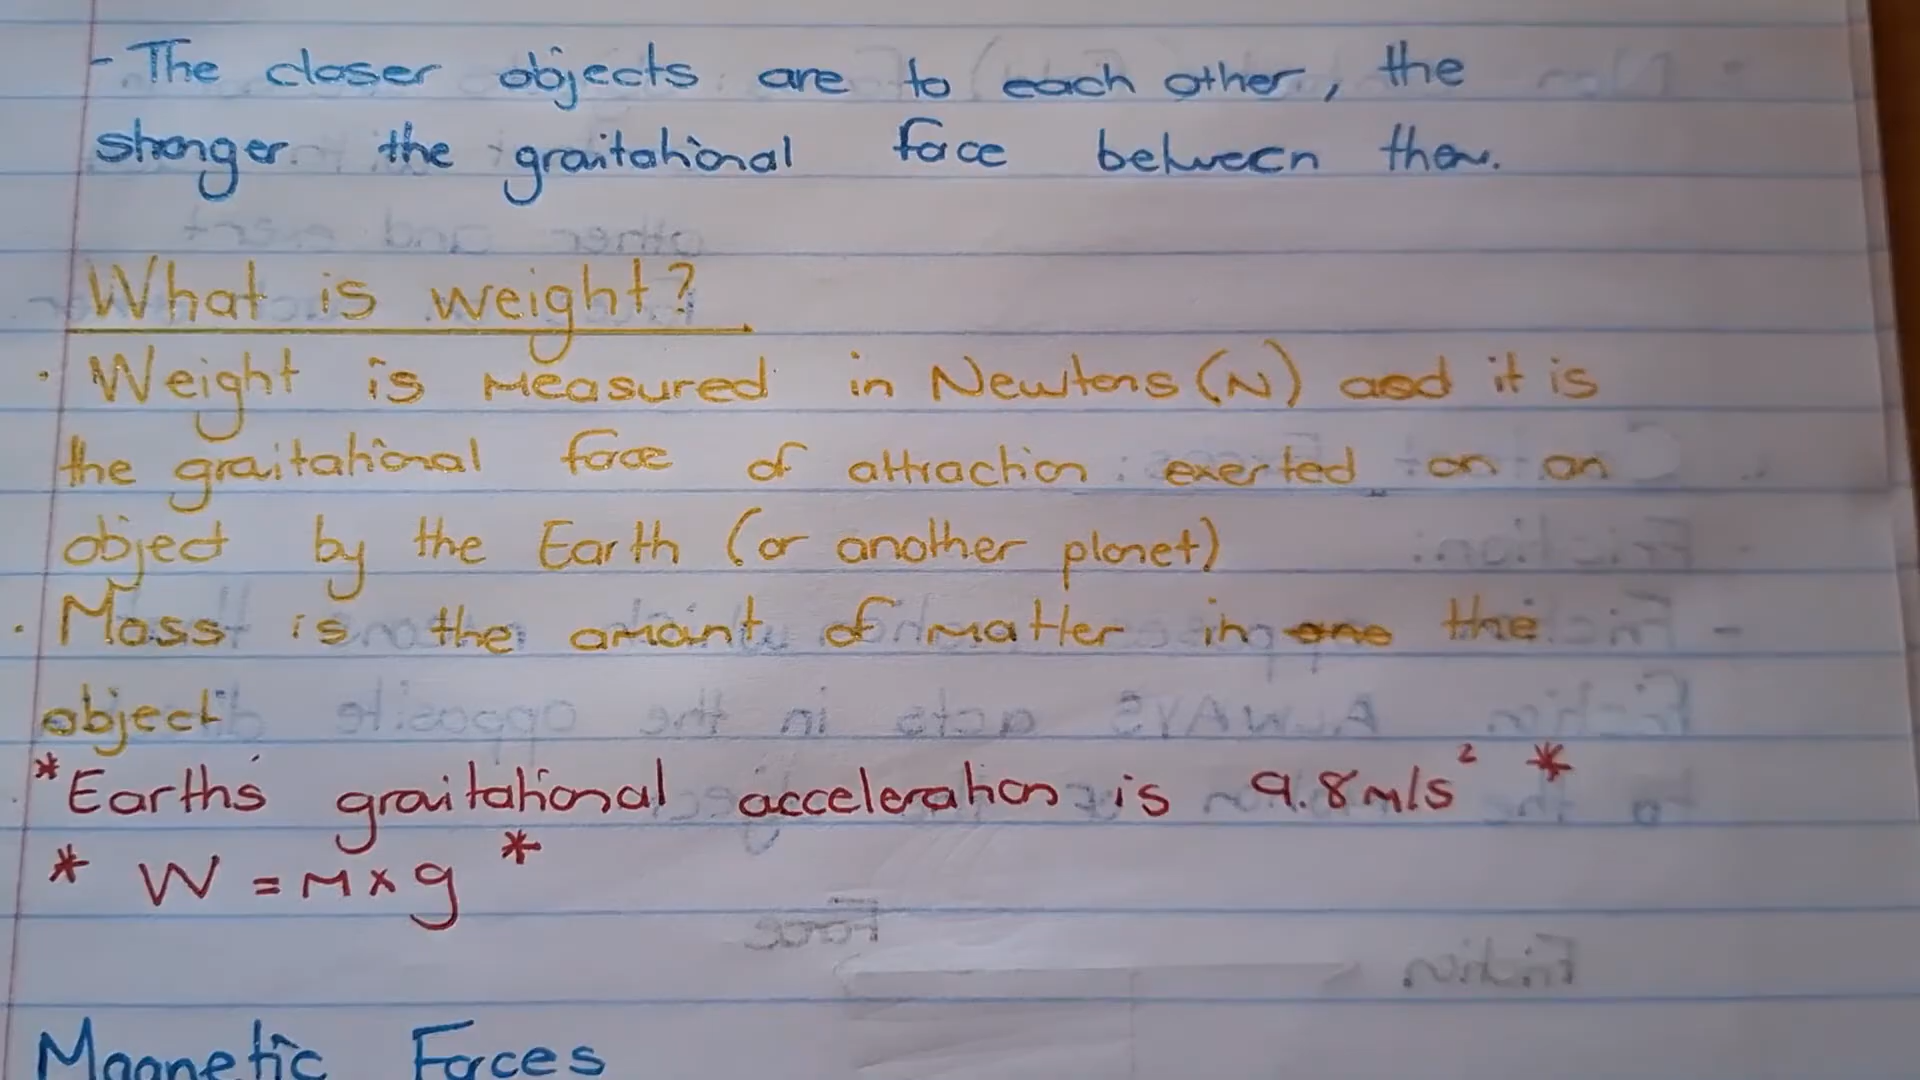 - The closer objects are to each other, the
stronger the gravitational force between them.
What is weight?
· Weight is measured in Newtons (N) and it is
the gravitational force of attraction exerted on an
object by the Earth (or another planet)
· Mass is the amount of matter in the
object
*Earth's gravitational acceleration is 9.8m/s² *
* W = M x g *
Magnetic Forces